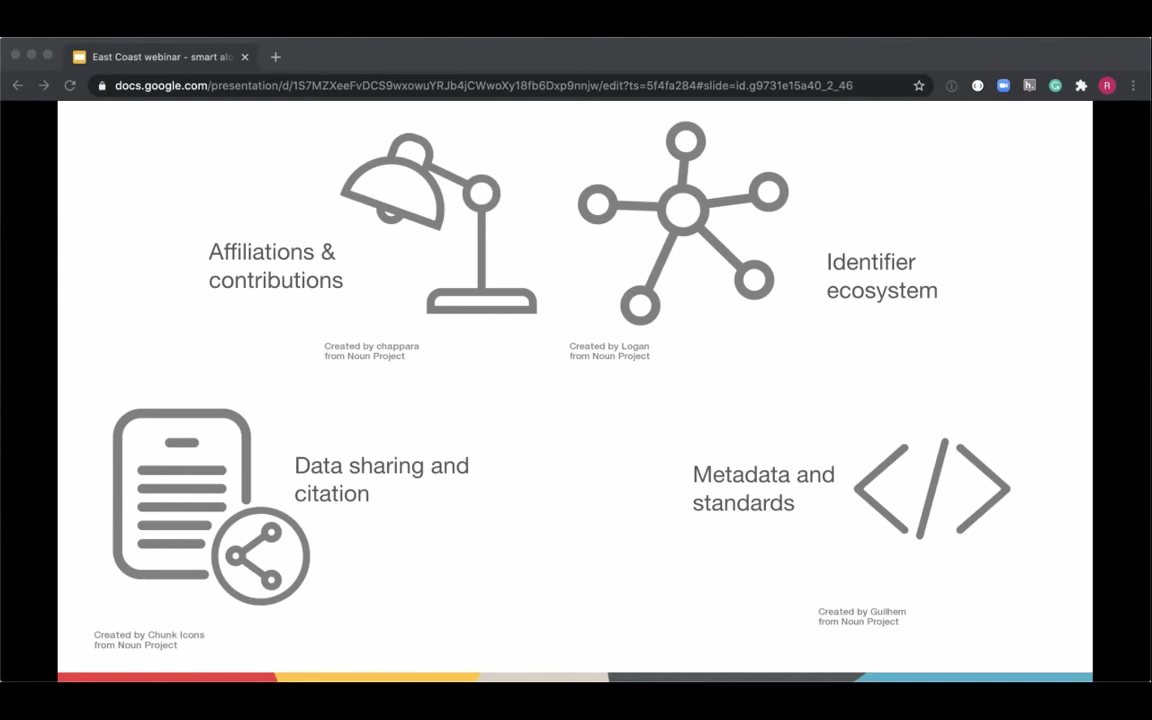 East Coast webinar - smart alo
docs.google.com/presentation/d/1S7MZXeeFvDCS9wxowuYRJb4jCWwoXy18fb6Dxp9nnjw/edit?ts=5f4fa284#slide=id.g9731e15a40_2_46
R
Affiliations &
contributions
Identifier
ecosystem
Created by chappara
from Noun Project
Created by Logan
from Noun Project
Data sharing and
citation
Metadata and
standards
Created by Guilhem
from Noun Project
Created by Chunk Icons
from Noun Project